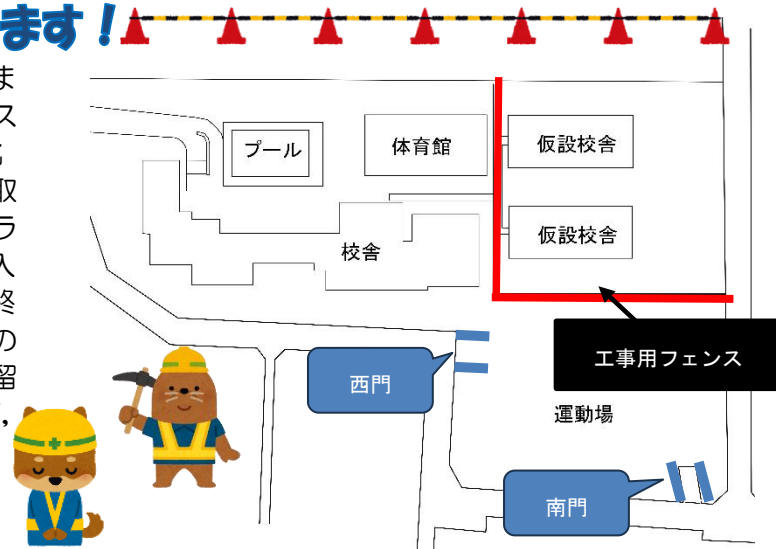 ます！
ま
ス
取
ラ
入
終
の
留
,
プール
体育館
仮設校舎
仮設校舎
校舎
工事用フェンス
西門
運動場
南門